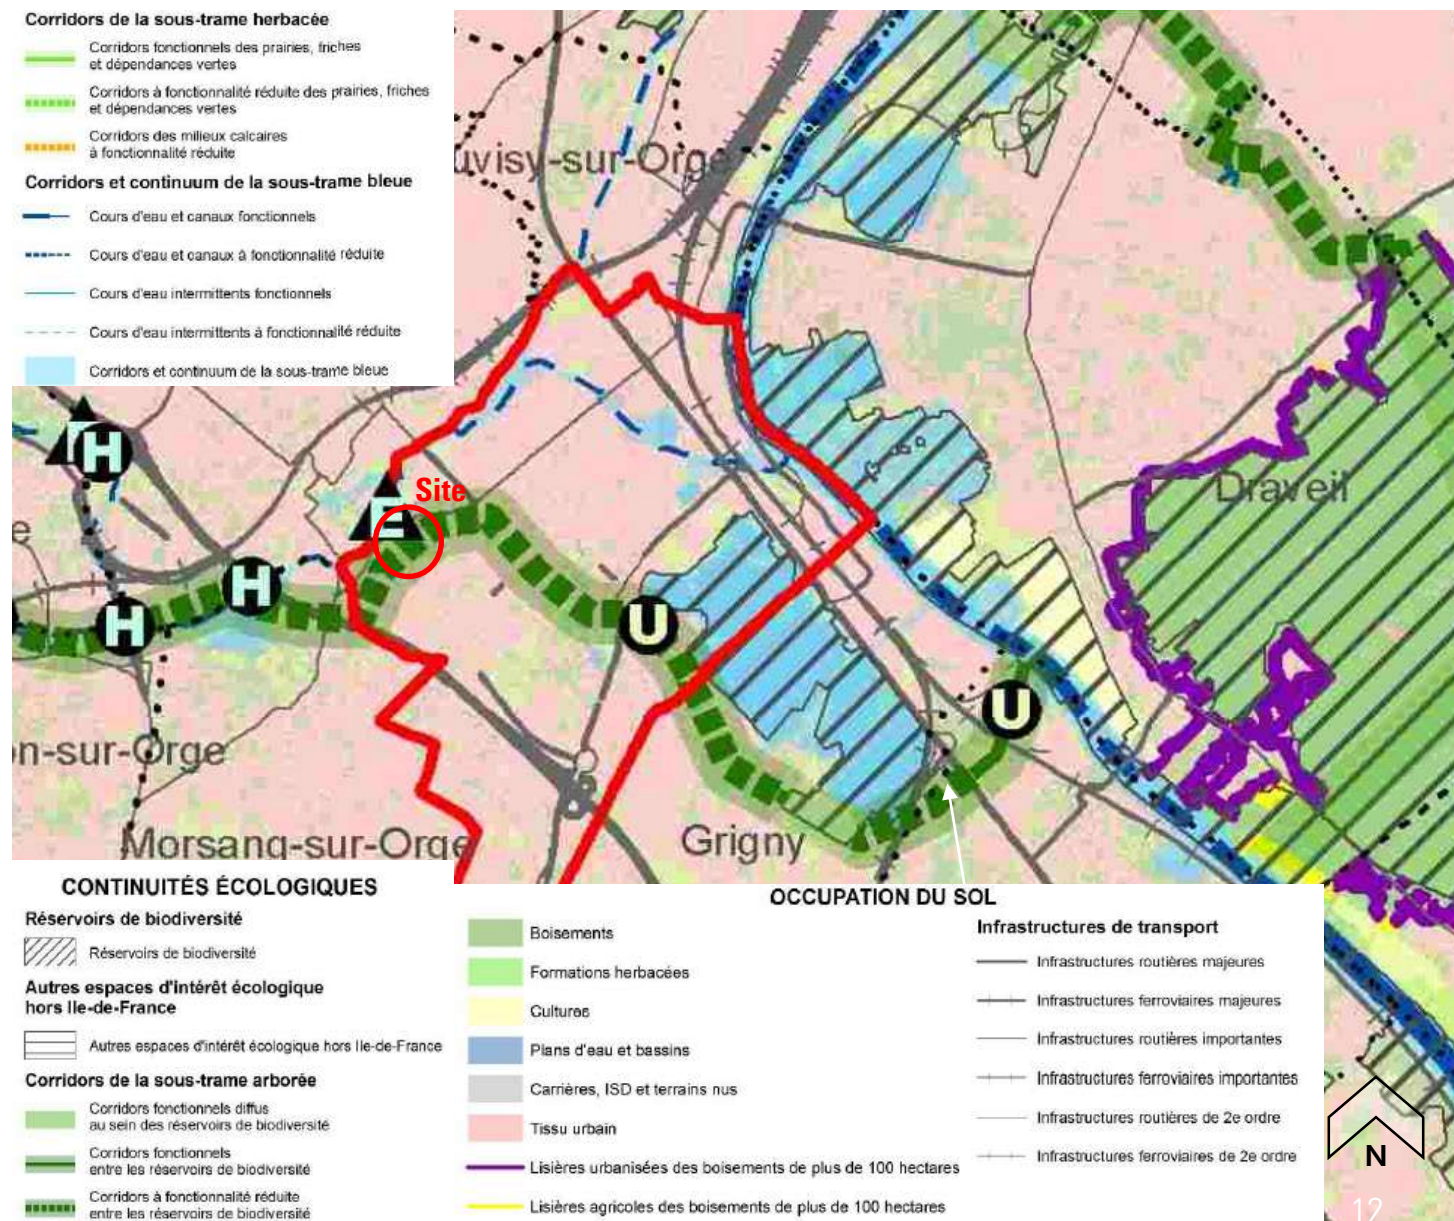 Corridors de la sous-trame herbacée
Corridors fonctionnels des prairies, friches
et dépendances vertes
Corridors à fonctionnalité réduite des prairies, friches
et dépendances vertes
Corridors des milieux calcaires
à fonctionnalité réduite
Corridors et continuum de la sous-trame bleue
Cours d'eau et canaux fonctionnels
Cours d'eau et canaux à fonctionnalité réduite
Cours d'eau intermittents fonctionnels
Cours d'eau intermittents à fonctionnalité réduite
Corridors et continuum de la sous-trame bleue
uvisy-sur-Orge
Draveil
H
Site
E
e
H
H
U
U
n-sur-Orge
Morsang-sur-Orge
Grigny
CONTINUITÉS ÉCOLOGIQUES
Réservoirs de biodiversité
Réservoirs de biodiversité
Autres espaces d'intérêt écologique
hors Ile-de-France
Autres espaces d'intérêt écologique hors Ile-de-France
Corridors de la sous-trame arborée
Corridors fonctionnels diffus
au sein des réservoirs de biodiversité
Corridors fonctionnels
entre les réservoirs de biodiversité
Corridors à fonctionnalité réduite
entre les réservoirs de biodiversité
OCCUPATION DU SOL
Boisements
Formations herbacées
Cultures
Plans d'eau et bassins
Carrières, ISD et terrains nus
Tissu urbain
Lisières urbanisées des boisements de plus de 100 hectares
Lisières agricoles des boisements de plus de 100 hectares
Infrastructures de transport
Infrastructures routières majeures
Infrastructures ferroviaires majeures
Infrastructures routières importantes
Infrastructures ferroviaires importantes
Infrastructures routières de 2e ordre
Infrastructures ferroviaires de 2e ordre
N
12